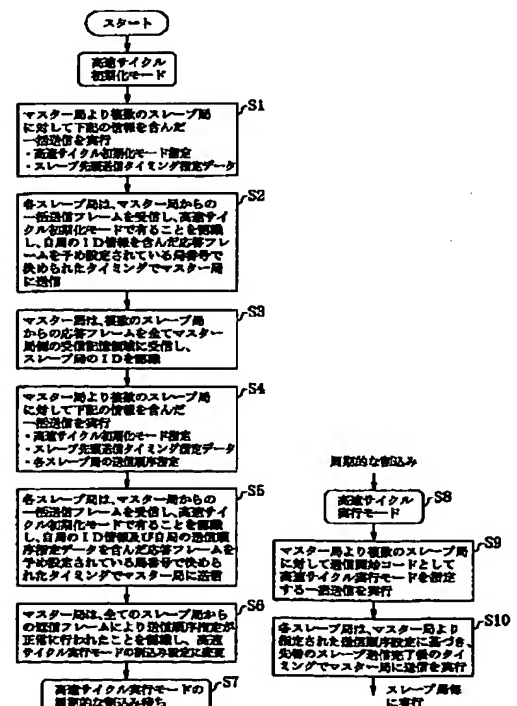 スタート
高速サイクル
初期化モード
S1
マスター局より複数のスレーブ局
に対して下記の情報を含んだ
一括送信を実行
・高速サイクル初期化モード指定
・スレーブ先頭送信タイミング指定データ
S2
各スレーブ局は、マスター局からの
一括送信フレームを受信し、高速サイ
クル初期化モードで有ることを認識
し、自局のID情報を含んだ応答フレ
ームを予め設定されている局番号で
決められたタイミングでマスター局
に送信
S3
マスター局は、複数のスレーブ局
からの応答フレームを全てマスター
局側の受信記憶領域に受信し、
スレーブ局のIDを認識
S4
マスター局より複数のスレーブ局
に対して下記の情報を含んだ
一括送信を実行
・高速サイクル初期化モード指定
・スレーブ先頭送信タイミング指定データ
・各スレーブ局の送信順序指定
S5
各スレーブ局は、マスター局からの
一括送信フレームを受信し、高速サイ
クル初期化モードで有ることを認識
し、自局のID情報及び自局の送信順
序指定データを含んだ応答フレームを
予め設定されている局番号で決めら
れたタイミングでマスター局に送信
S6
マスター局は、全てのスレーブ局から
の返信フレームにより送信順序指定が
正常に行われたことを認識し、高速
サイクル実行モードの割込み設定に変更
S7
高速サイクル実行モードの
周期的な割込み待ち
周期的な割込み
S8
高速サイクル
実行モード
S9
マスター局より複数のスレーブ局
に対して送信開始コードとして
高速サイクル実行モードを指定
する一括送信を実行
S10
各スレーブ局は、マスター局より
指定された送信順序設定に基づき、
先番のスレーブ送信完了後のタイ
ミングでマスター局に送信を実行
スレーブ局毎
に実行